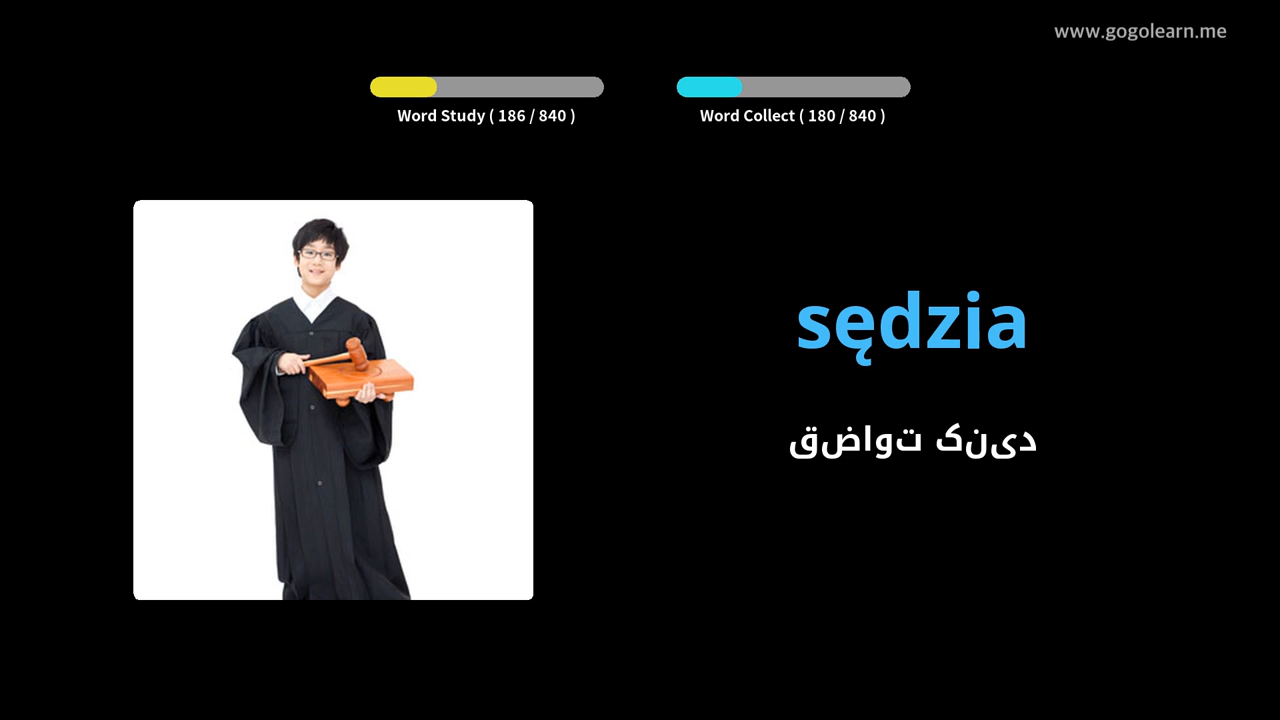 www.gogolearn.me
Word Study ( 186 / 840 )
Word Collect ( 180 / 840 )
sędzia
دینک تواضق